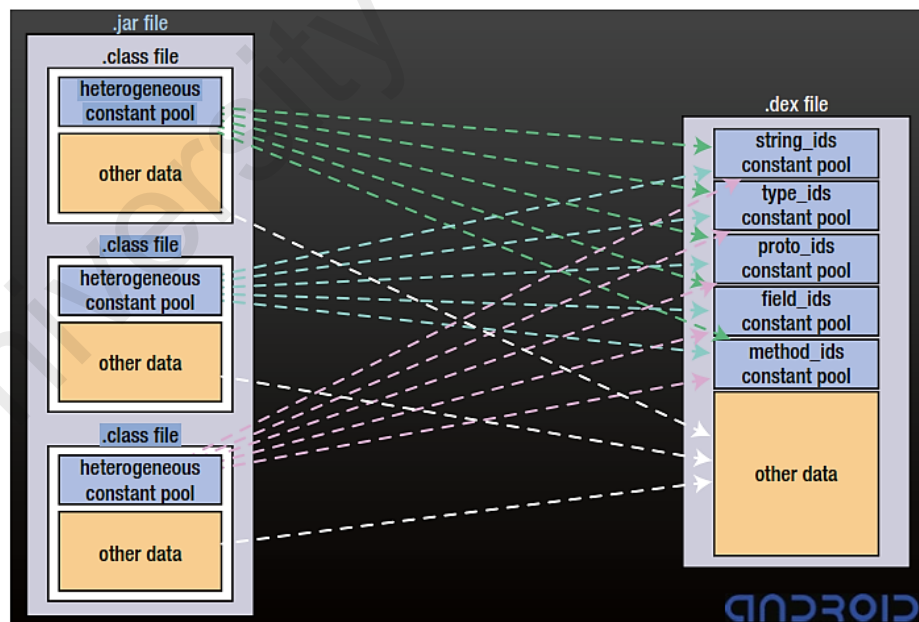 .jar file
.class file
heterogeneous
constant pool
other data
.class file
heterogeneous
constant pool
other data
.class file
heterogeneous
constant pool
other data
.dex file
string_ids
constant pool
type_ids
constant pool
proto_ids
constant pool
field_ids
constant pool
method_ids
constant pool
other data
ANDROID